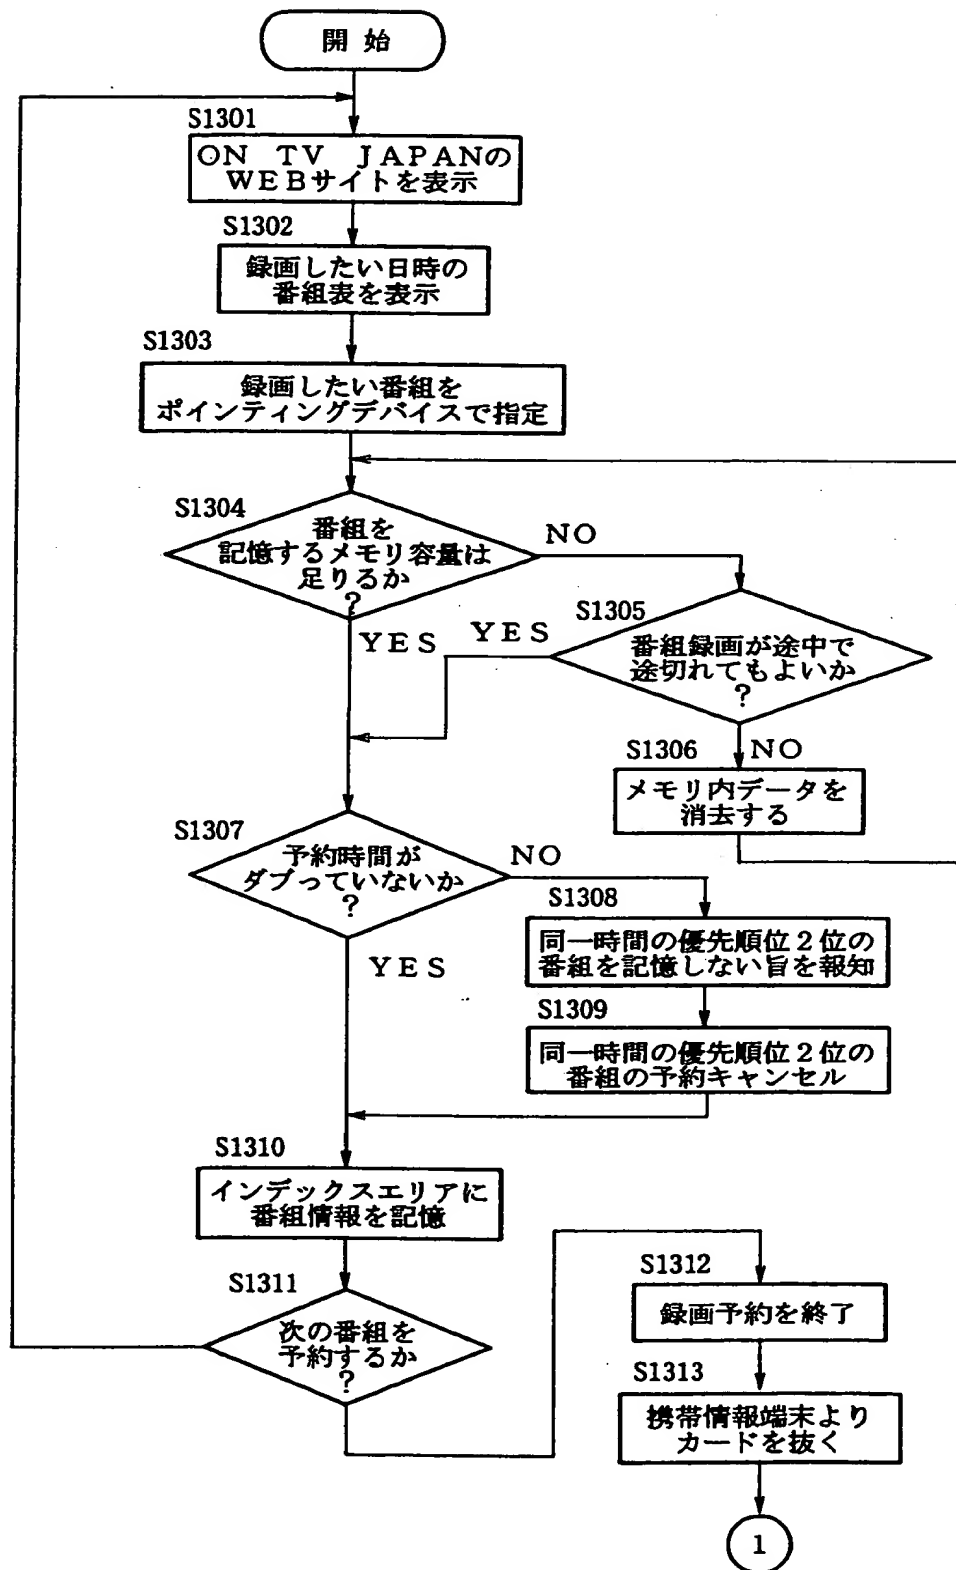 開 始
S1301
ON TV JAPANの
WEBサイトを表示
S1302
録画したい日時の
番組表を表示
S1303
録画したい番組を
ポインティングデバイスで指定
S1304
番組を
記憶するメモリ容量は
足りるか
?
NO
YES
S1305
YES
番組録画が途中で
途切れてもよいか
?
S1306
NO
メモリ内データを
消去する
S1307
予約時間が
ダブっていないか
?
NO
YES
S1308
同一時間の優先順位2位の
番組を記憶しない旨を報知
S1309
同一時間の優先順位2位の
番組の予約キャンセル
S1310
インデックスエリアに
番組情報を記憶
S1311
次の番組を
予約するか
?
S1312
録画予約を終了
S1313
携帯情報端末より
カードを抜く
1